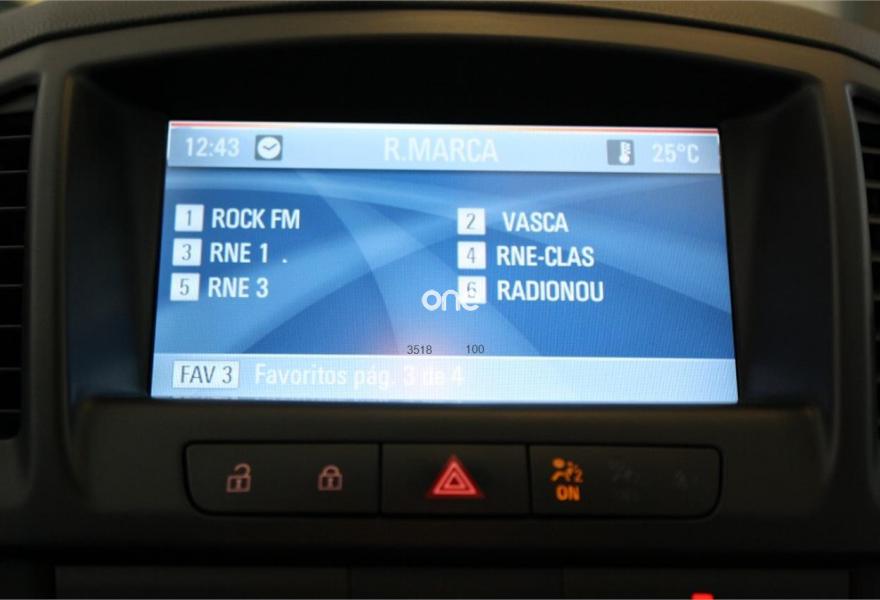 12:43 R.MARCA 25°C
1 ROCK FM 2 VASCA
3 RNE 1 . 4 RNE-CLAS
5 RNE 3 6 RADIONOU
one
3518 100
FAV 3 Favoritos pág. 3 de 4
2 ON